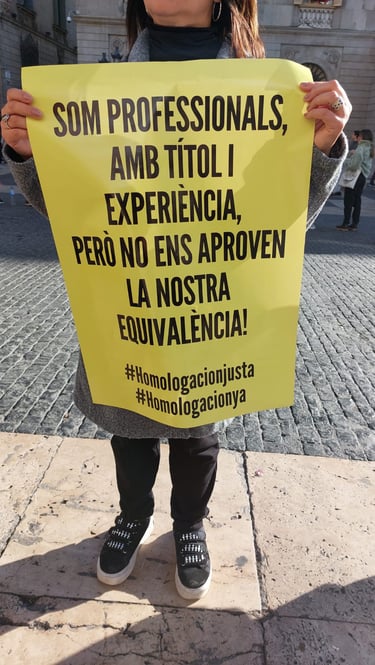 SOM PROFESSIONALS,
AMB TÍTOL I
EXPERIÈNCIA,
PERÒ NO ENS APROVEN
LA NOSTRA
EQUIVALÈNCIA!
#Homologacionjusta
#Homologacionya